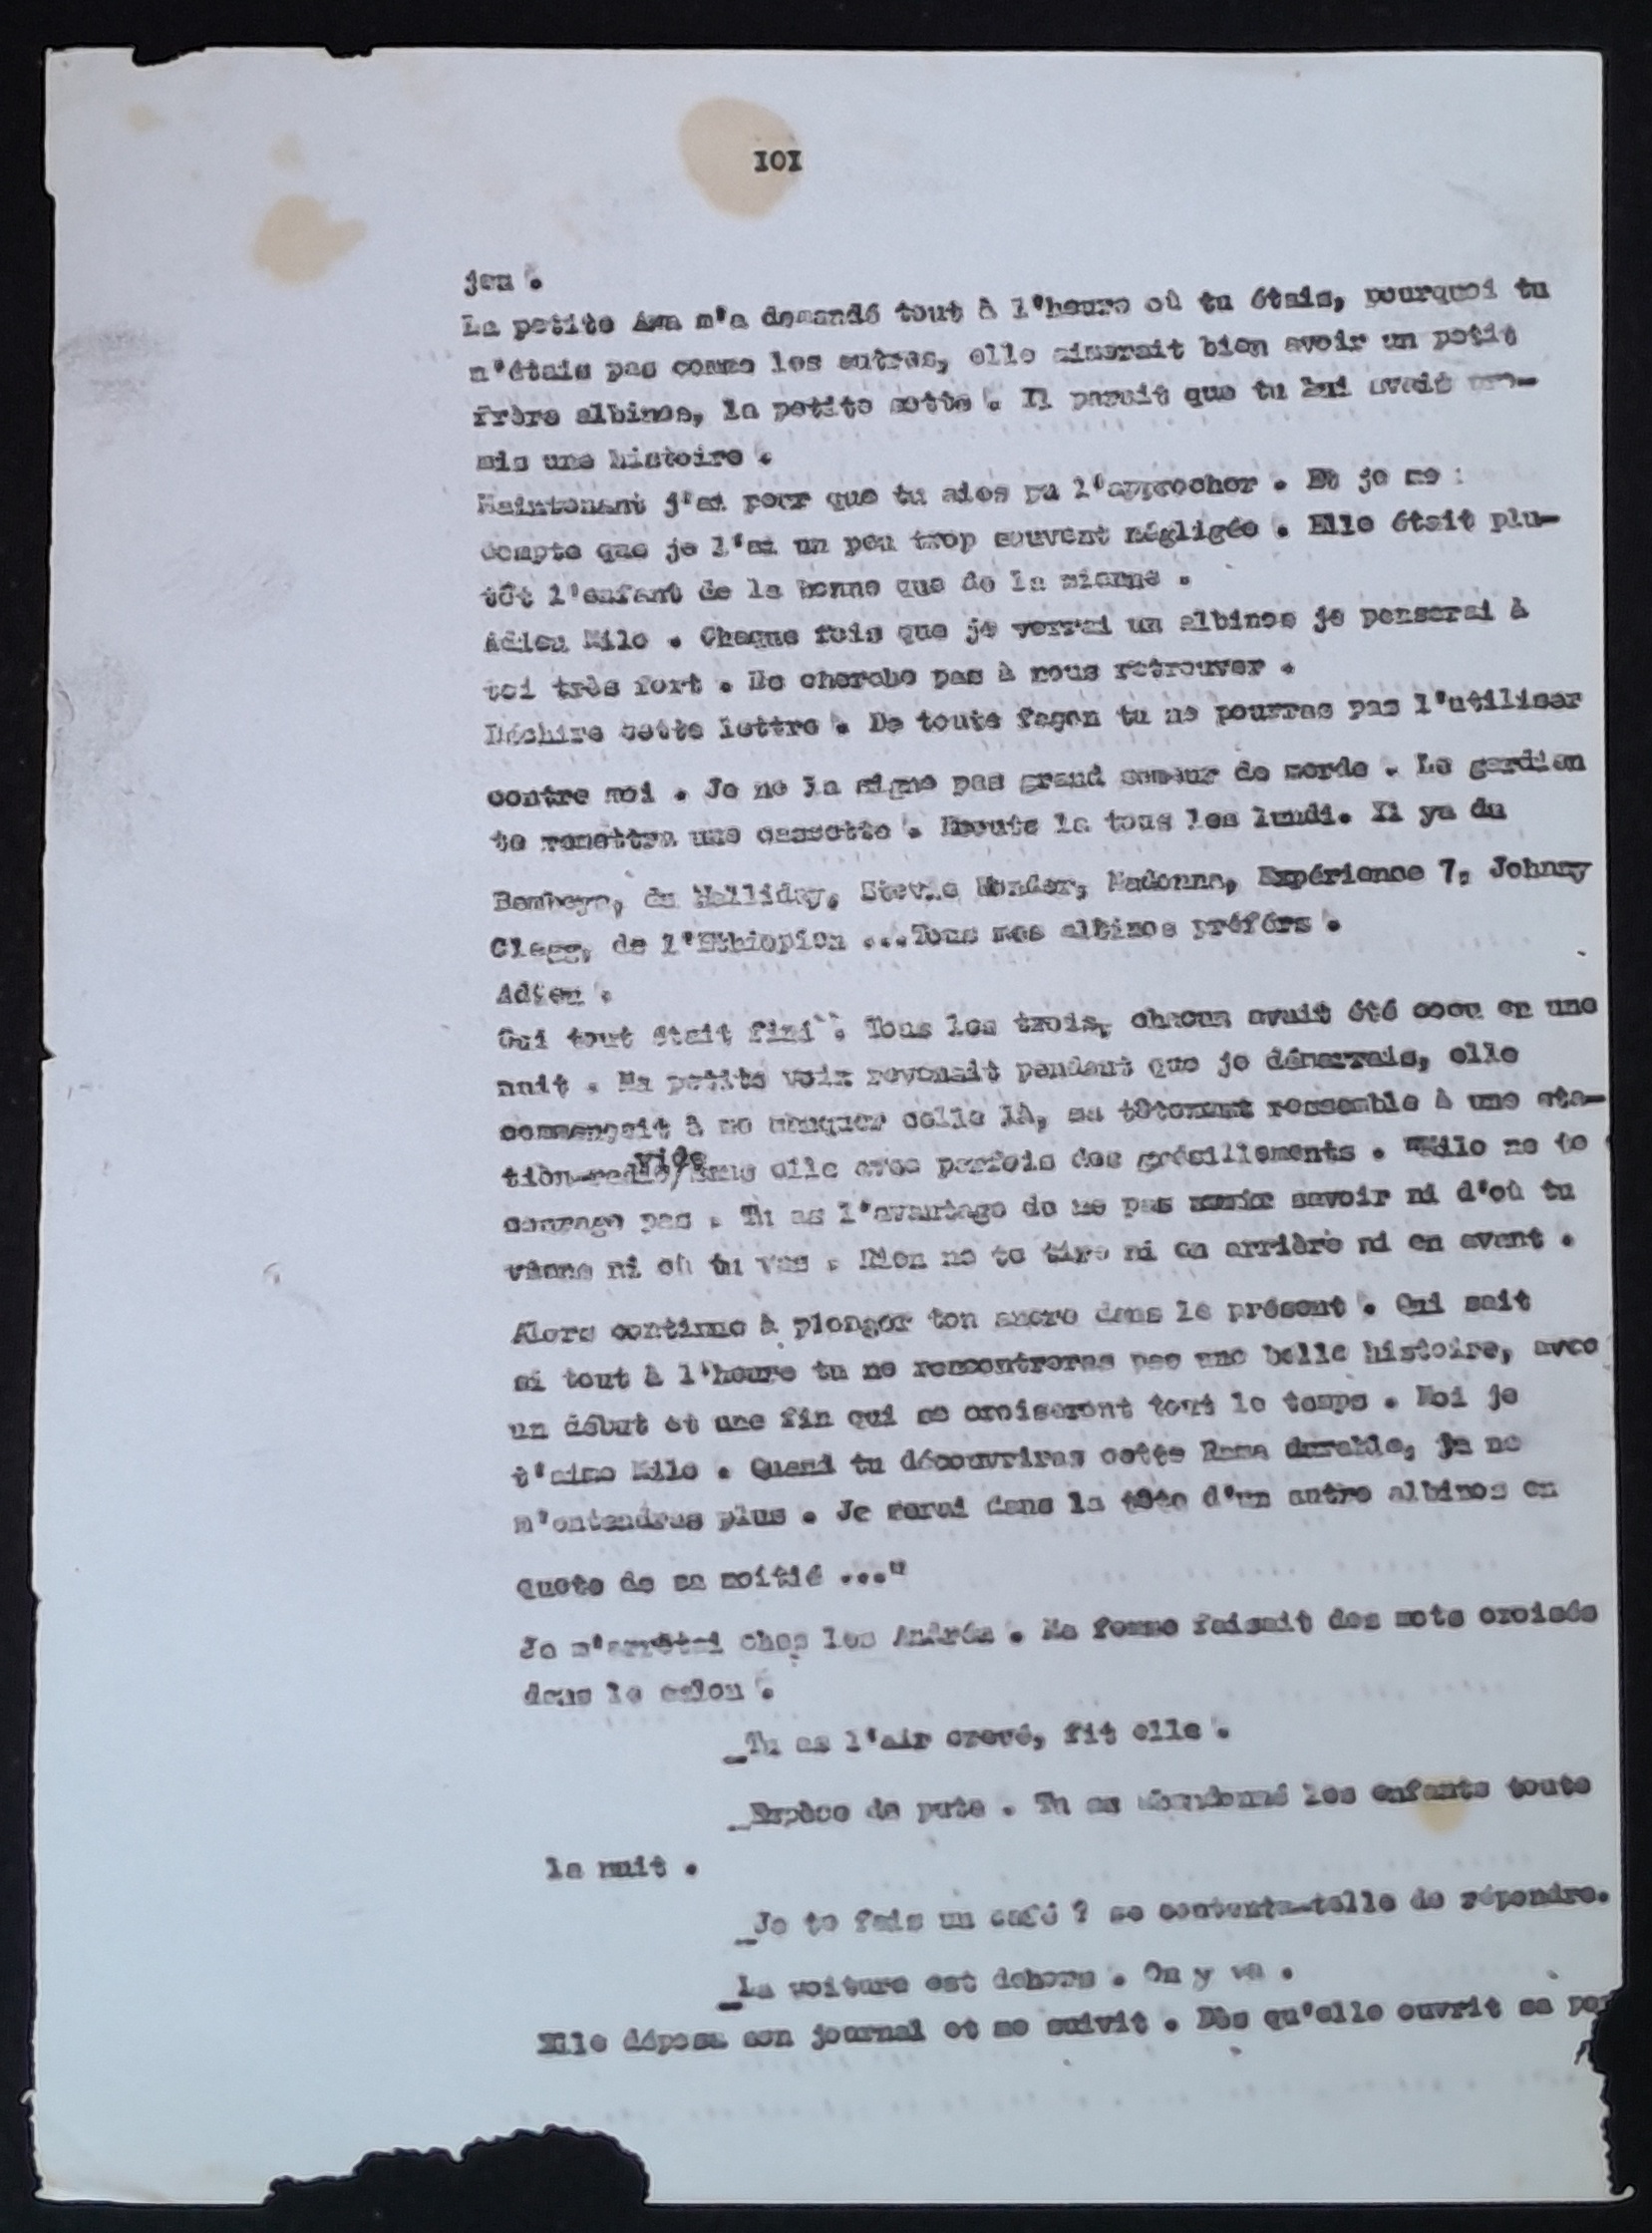 IOI
jeu .
La petite Ama m'a demandé tout à l'heure où tu étais, pourquoi tu
n'étais pas comme les autres, elle aimerait bien avoir un petit
frère albinos, la petite sotte . Il parait que tu lui avait pro-
mis une histoire .
Maintenant j'ai peur que tu aies pu l'approcher . Et je me
compte que je l'ai un peu trop souvent négligée . Elle était plu-
tôt l'enfant de la bonne que de la mienne .
Adieu Milo . Chaque fois que je verrai un albinos je penserai à
toi très fort . Ne cherche pas à nous retrouver .
Déchire cette lettre . De toute façon tu ne pourras pas l'utiliser
contre moi . Je ne la signe pas grand semeur de merde . Le gardien
te remettra une cassette . Ecoute la tous les lundi. Il ya du
Bembeya, du Halliday, Stevie Wonder, Madonna, Expérience 7, Johnny
Clegg, de l'Ethiopien ...Tous mes albinos préférs .
Adieu .
Oui tout était fini . Tous les trois, chacun avait été cocu en une
nuit . Ma petite voix revenait pendant que je démarrais, elle
commençait à me manquer celle là, ma tête ressemble à une sta-
tion-radio/vide sans elle avec parfois des grésillements . "Milo ne te
courage pas . Tu as l'avantage de ne pas savoir ni d'où tu
viens ni où tu vas . Rien ne te tire ni en arrière ni en avant .
Alors continue à plonger ton ancre dans le présent . Qui sait
si tout à l'heure tu ne rencontreras pas une belle histoire, avec
un début et une fin qui se croiseront tout le temps . Moi je
t'aime Milo . Quand tu découvriras cette Rama durable, tu ne
m'entendras plus . Je serai dans la tête d'un autre albinos en
quete de sa moitié ..."
Je m'arrêtai chez les Andrés . Ma femme faisait des mots croisés
dans le salon .
_Tu as l'air crevé, fit elle .
_Espèce de pute . Tu as abandonné les enfants toute
la nuit .
_Je te fais un café ? se contenta-telle de répondre.
_La voiture est dehors . On y va .
Elle déposa son journal et me suivit . Dès qu'elle ouvrit sa por